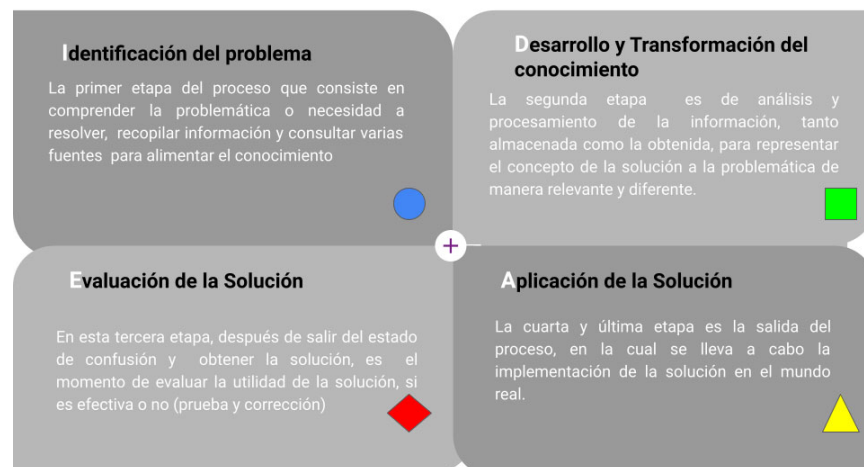 Identificación del problema
La primer etapa del proceso que consiste en
comprender la problemática o necesidad a
resolver, recopilar información y consultar varias
fuentes para alimentar el conocimiento
Desarrollo y Transformación del
conocimiento
La segunda etapa es de análisis y
procesamiento de la información, tanto
almacenada como la obtenida, para representar
el concepto de la solución a la problemática de
manera relevante y diferente.
+
Evaluación de la Solución
En esta tercera etapa, después de salir del estado
de confusión y obtener la solución, es el
momento de evaluar la utilidad de la solución, si
es efectiva o no (prueba y corrección)
Aplicación de la Solución
La cuarta y última etapa es la salida del
proceso, en la cual se lleva a cabo la
implementación de la solución en el mundo
real.